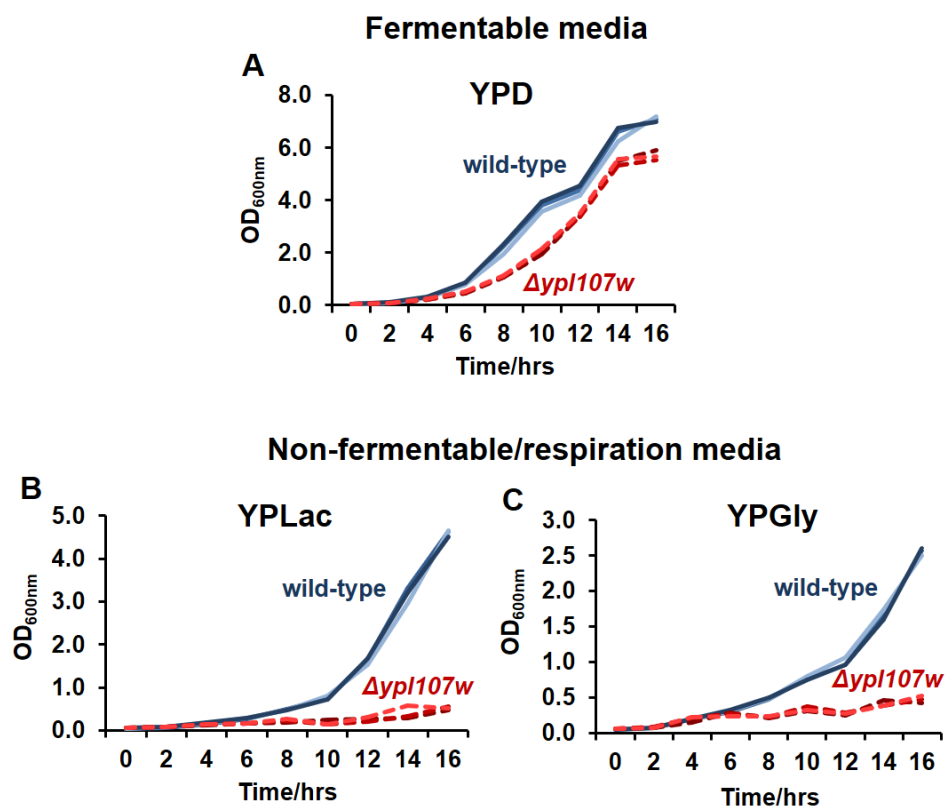 Fermentable media
A
YPD
8.0
6.0
4.0
2.0
0.0
OD600nm
wild-type
Δypl107w
0 2 4 6 8 10 12 14 16
Time/hrs
Non-fermentable/respiration media
B
YPLac
5.0
4.0
3.0
2.0
1.0
0.0
OD600nm
wild-type
Δypl107w
0 2 4 6 8 10 12 14 16
Time/hrs
C
YPGly
3.0
2.5
2.0
1.5
1.0
0.5
0.0
OD600nm
wild-type
Δypl107w
0 2 4 6 8 10 12 14 16
Time/hrs